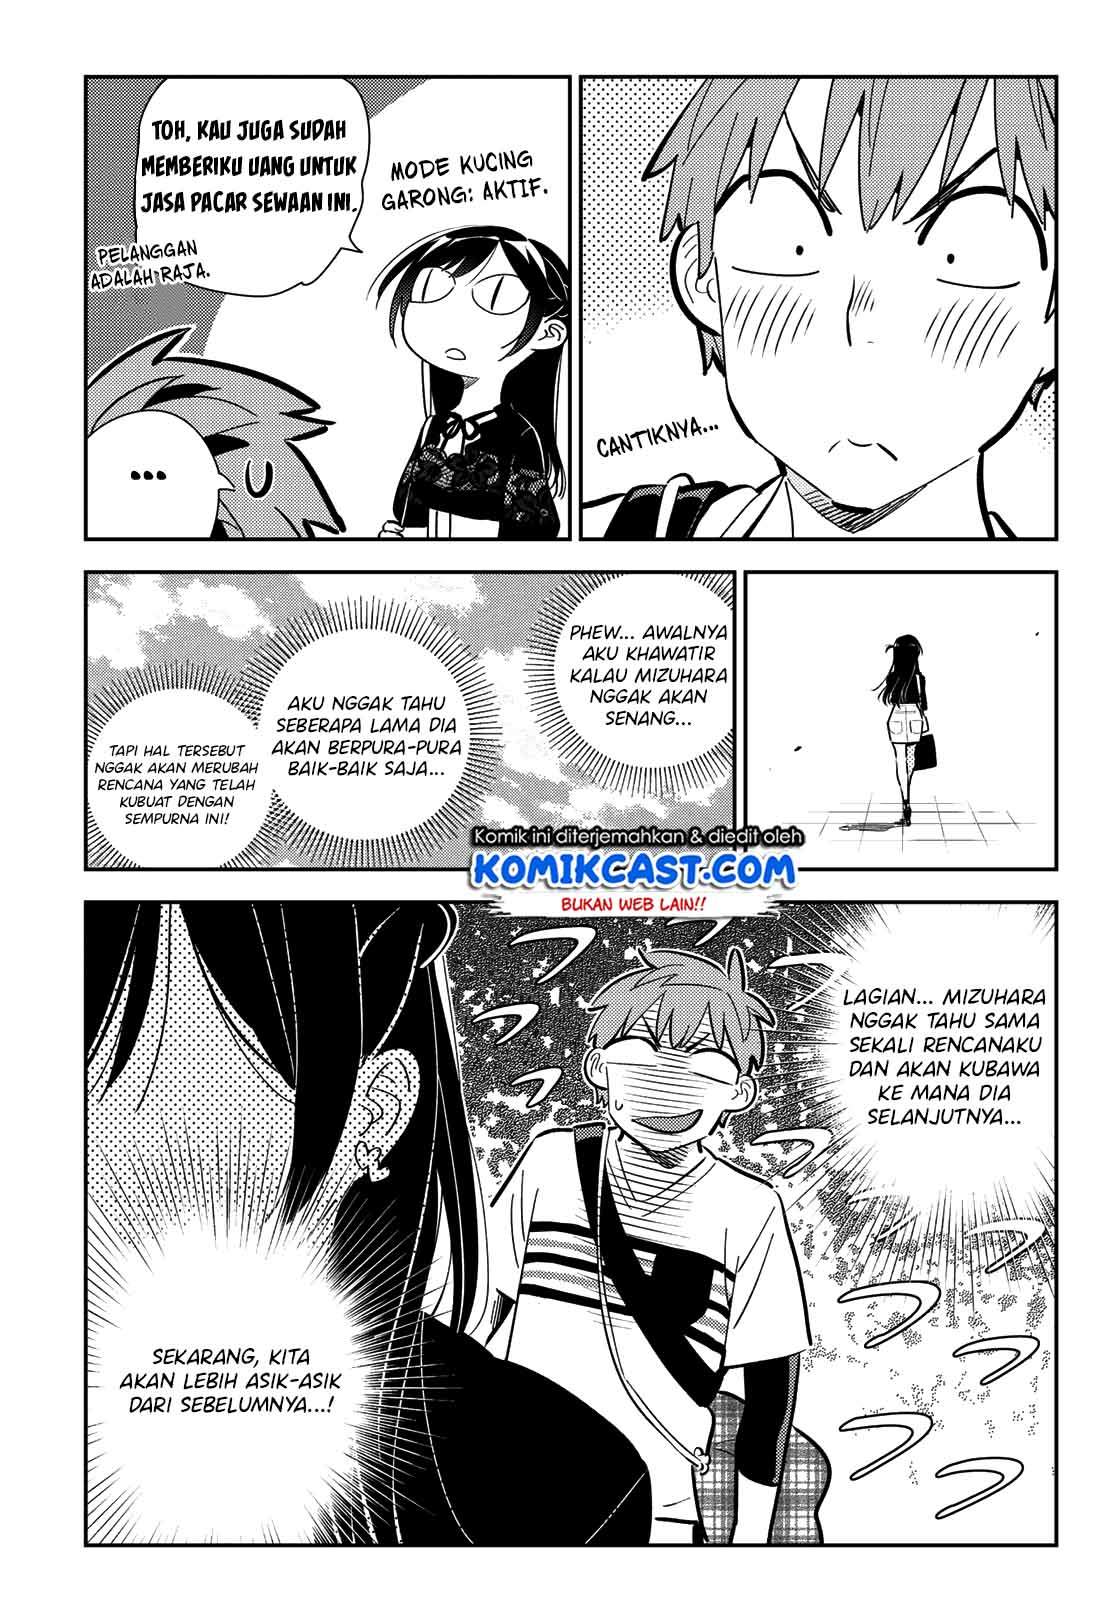 CANTIKNYA...
MODE KUCING
GARONG: AKTIF.
TOH, KAU JUGA SUDAH
MEMBERIKU UANG UNTUK
JASA PACAR SEWAAN INI.
PELANGGAN
ADALAH RAJA.
...
PHEW... AWALNYA
AKU KHAWATIR
KALAU MIZUHARA
NGGAK AKAN
SENANG...
AKU NGGAK TAHU
SEBERAPA LAMA DIA
AKAN BERPURA-PURA
BAIK-BAIK SAJA...
TAPI HAL TERSEBUT
NGGAK AKAN MERUBAH
RENCANA YANG TELAH
KUBUAT DENGAN
SEMPURNA INI!
Komik ini diterjemahkan & diedit oleh
KOMIKCAST.COM
BUKAN WEB LAIN!!
LAGIAN... MIZUHARA
NGGAK TAHU SAMA
SEKALI RENCANAKU
DAN AKAN KUBAWA
KE MANA DIA
SELANJUTNYA...
SEKARANG, KITA
AKAN LEBIH ASIK-ASIK
DARI SEBELUMNYA...!